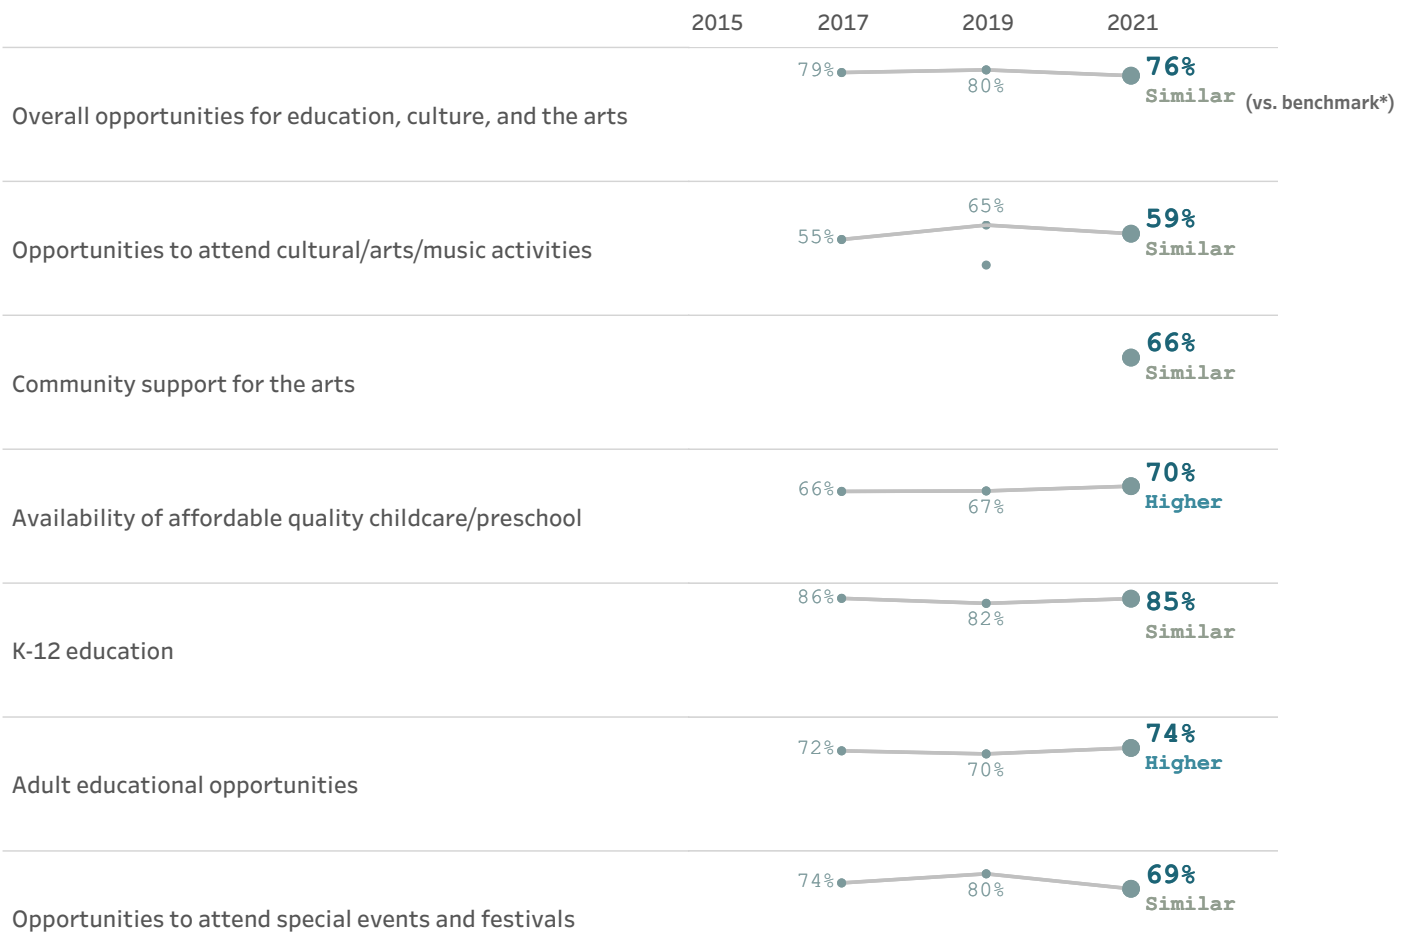 2015 2017 2019 2021
79% 80% 76%
Similar (vs. benchmark*)
Overall opportunities for education, culture, and the arts
55% 65% 59%
Similar
Opportunities to attend cultural/arts/music activities
66%
Similar
Community support for the arts
66% 67% 70%
Higher
Availability of affordable quality childcare/preschool
86% 82% 85%
Similar
K-12 education
72% 70% 74%
Higher
Adult educational opportunities
74% 80% 69%
Similar
Opportunities to attend special events and festivals